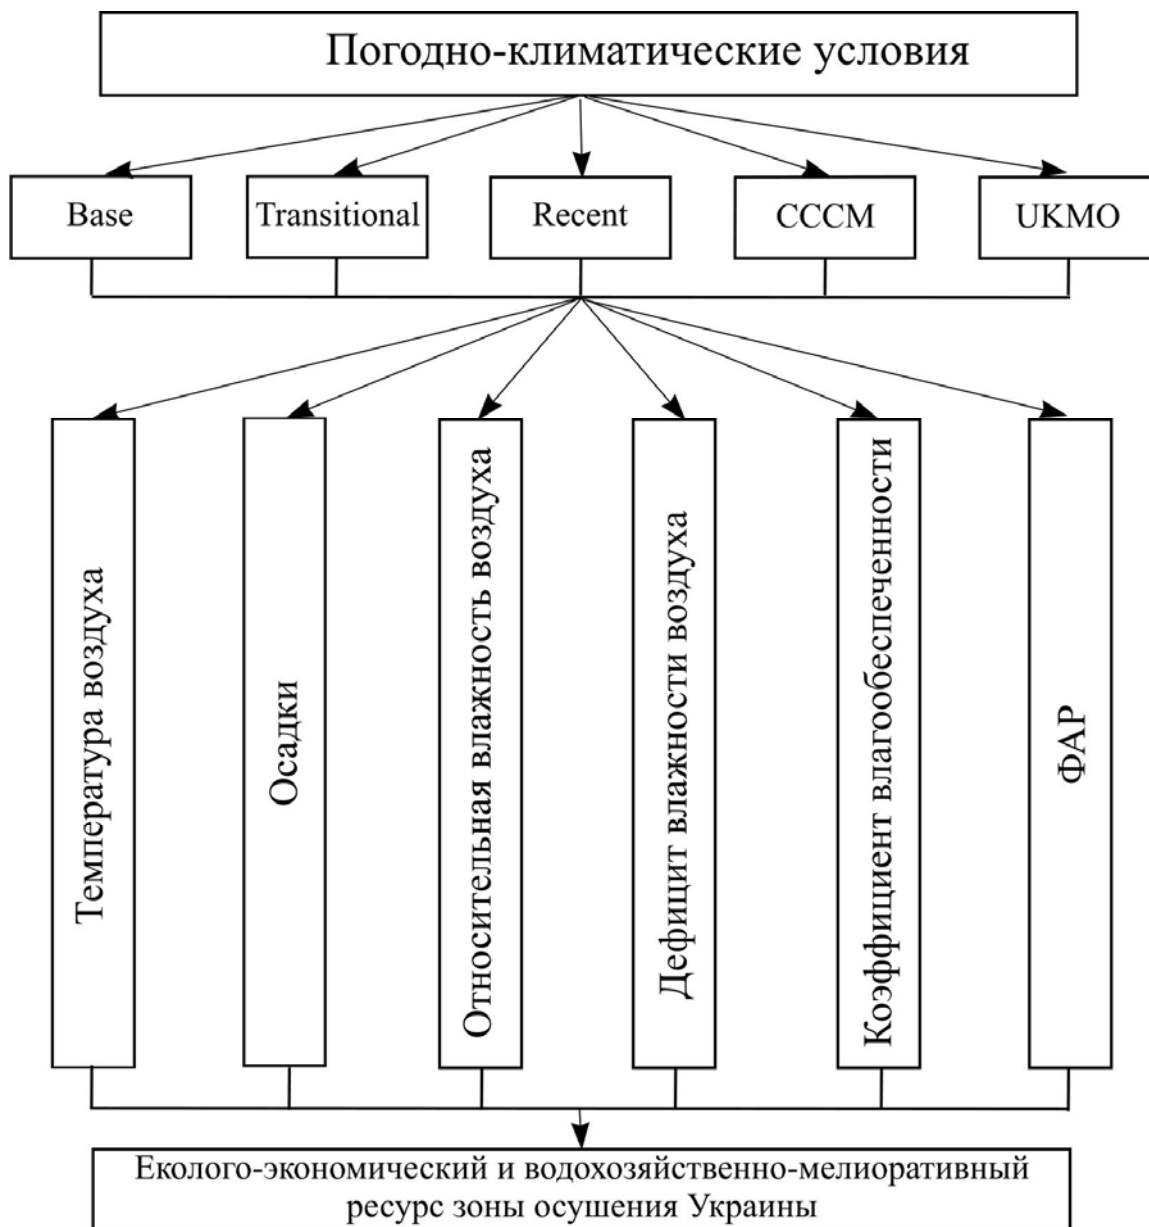 Погодно-климатические условия
Base
Transitional
Recent
CCCM
UKMO
Температура воздуха
Осадки
Относительная влажность воздуха
Дефицит влажности воздуха
Коэффициент влагообеспеченности
ФАР
Еколого-экономический и водохозяйственно-мелиоративный
ресурс зоны осушения Украины